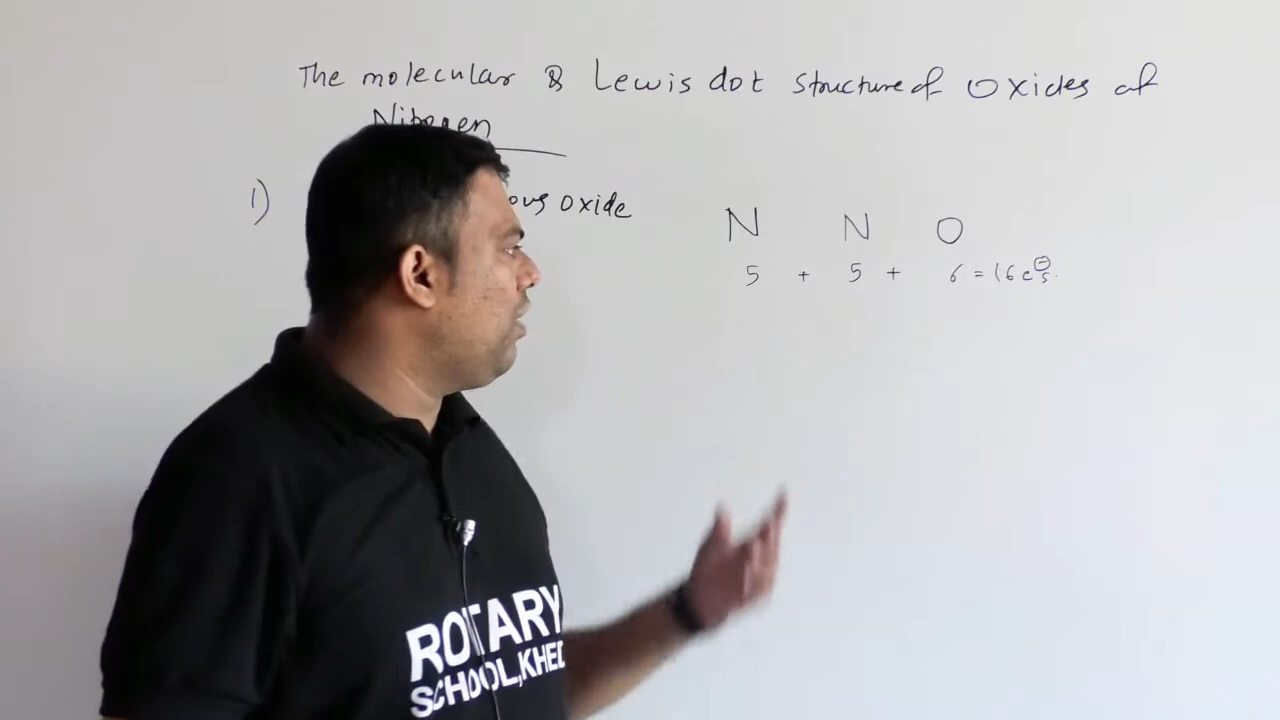 The molecular & Lewis dot structure of Oxides of
Nitrogen
1) ous oxide
N N O
5 + 5 + 6 = 16 e⊖s.
ROTARY
SCHOOL, KHED